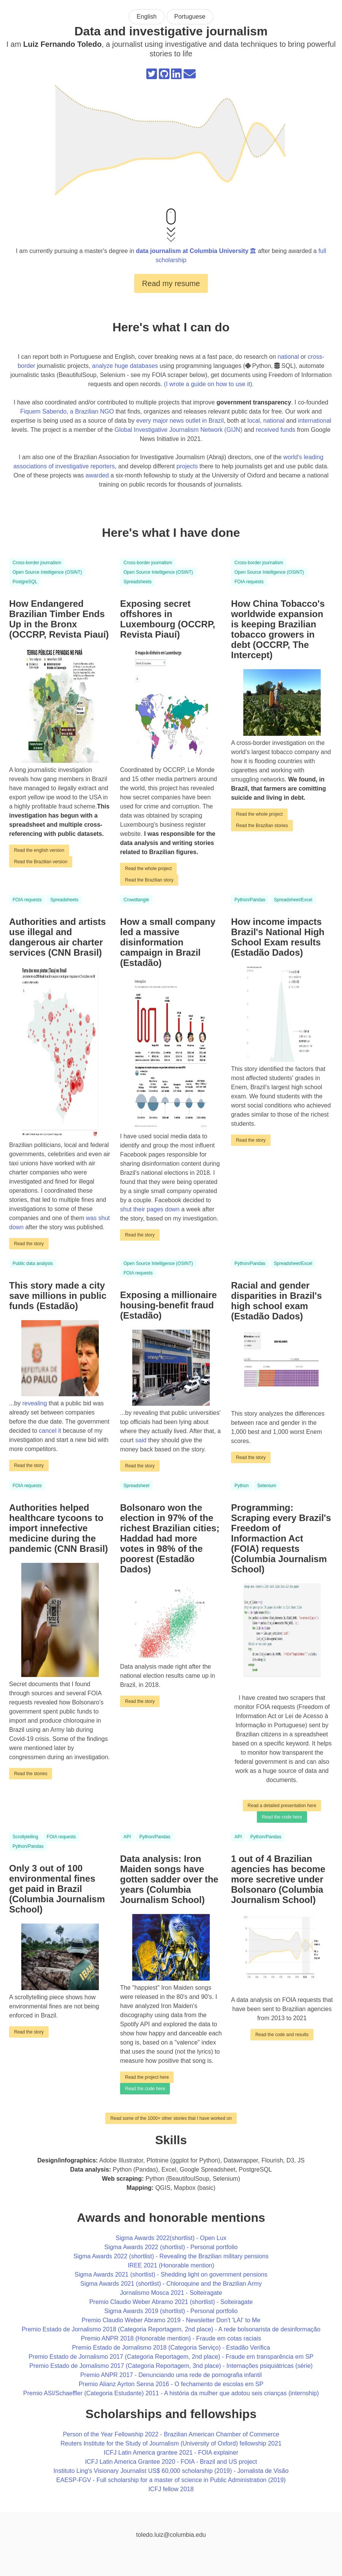 English
Portuguese
Data and investigative journalism
I am Luiz Fernando Toledo, a journalist using investigative and data techniques to bring powerful
stories to life
I am currently pursuing a master's degree in data journalism at Columbia University after being awarded a full
scholarship
Read my resume
Here's what I can do
I can report both in Portuguese and English, cover breaking news at a fast pace, do research on national or cross-
border journalistic projects, analyze huge databases using programming languages ( Python, SQL), automate
journalistic tasks (BeautifulSoup, Selenium - see my FOIA scraper below), get documents using Freedom of Information
requests and open records. (I wrote a guide on how to use it).
I have also coordinated and/or contributed to multiple projects that improve government transparency. I co-founded
Fiquem Sabendo, a Brazilian NGO that finds, organizes and releases hidden data to the public for free. Our work and
expertise is being used as a source of data by every major news outlet in Brazil, both at local, national and international
levels. The project is a member of the Global Investigative Journalism Network (GIJN) and received funds from Google
News Initiative in 2021.
I am also one of the Brazilian Association for Investigative Journalism (Abraji) directors, one of the world's leading
associations of investigative reporters, and develop different projects there to help journalists get and use public data.
One of these projects was awarded a six-month fellowship to study at the University of Oxford and we became a national
training on public records for thousands of journalists.
Here's what I have done
Cross-border journalism
Open Source Intelligence (OSINT)
PostgreSQL
How Endangered
Brazilian Timber Ends
Up in the Bronx
(OCCRP, Revista Piauí)
TERRAS PÚBLICAS E PRIVADAS NO MT
A long journalistic investigation
reveals how gang members in Brazil
have managed to illegally extract and
export yellow ipe wood to the USA in
a highly profitable fraud scheme.This
investigation has begun with a
spreadsheet and multiple cross-
referencing with public datasets.
Read the english version
Read the Brazilian version
Cross-border journalism
Open Source Intelligence (OSINT)
Spreadsheets
Exposing secret
offshores in
Luxembourg (OCCRP,
Revista Piauí)
O mapa do dinheiro em Luxemburgo
Coordinated by OCCRP, Le Monde
and 15 other media partners around
the world, this project has revealed
how secret companies have been
used for crimes and corruption. The
data was obtained by scraping
Luxembourg's business register
website. I was responsible for the
data analysis and writing stories
related to Brazilian figures.
Read the whole project
Read the Brazilian story
Cross-border journalism
Open Source Intelligence (OSINT)
FOIA requests
How China Tobacco's
worldwide expansion
is keeping Brazilian
tobacco growers in
debt (OCCRP, The
Intercept)
A cross-border investigation on the
world's largest tobacco company and
how it is flooding countries with
cigarettes and working with
smuggling networks. We found, in
Brazil, that farmers are comitting
suicide and living in debt.
Read the whole project
Read the Brazilian stories
FOIA requests
Spreadsheets
Authorities and artists
use illegal and
dangerous air charter
services (CNN Brasil)
Brazilian politicians, local and federal
governments, celebrities and even air
taxi unions have worked with air
charter companies who were
investigated and fined for illegal
operations. I coordinated these
stories, that led to multiple fines and
investigations to some of these
companies and one of them was shut
down after the story was published.
Read the story
Crowdtangle
How a small company
led a massive
disinformation
campaign in Brazil
(Estadão)
I have used social media data to
identify and group the most influent
Facebook pages responsible for
sharing disinformation content during
Brazil's national elections in 2018. I
found that they were being operated
by a single small company operated
by a couple. Facebook decided to
shut their pages down a week after
the story, based on my investigation.
Read the story
Python/Pandas
Spreadsheet/Excel
How income impacts
Brazil's National High
School Exam results
(Estadão Dados)
This story identified the factors that
most affected students' grades in
Enem, Brazil's largest high school
exam. We found students with the
worst social conditions who achieved
grades similar to those of the richest
students.
Read the story
Public data analysis
This story made a city
save millions in public
funds (Estadão)
PREFEITURA DE
SÃO PAULO
...by revealing that a public bid was
already set between companies
before the due date. The government
decided to cancel it because of my
investigation and start a new bid with
more competitors.
Read the story
Open Source Intelligence (OSINT)
FOIA requests
Exposing a millionaire
housing-benefit fraud
(Estadão)
...by revealing that public universities'
top officials had been lying about
where they actually lived. After that, a
court said they should give the
money back based on the story.
Read the story
Python/Pandas
Spreadsheet/Excel
Racial and gender
disparities in Brazil's
high school exam
(Estadão Dados)
This story analyzes the differences
between race and gender in the
1,000 best and 1,000 worst Enem
scores.
Read the story
FOIA requests
Authorities helped
healthcare tycoons to
import innefective
medicine during the
pandemic (CNN Brasil)
Secret documents that I found
through sources and several FOIA
requests revealed how Bolsonaro's
government spent public funds to
import and produce chloroquine in
Brazil using an Army lab during
Covid-19 crisis. Some of the findings
were mentioned later by
congressmen during an investigation.
Read the stories
Spreadsheet
Bolsonaro won the
election in 97% of the
richest Brazilian cities;
Haddad had more
votes in 98% of the
poorest (Estadão
Dados)
Data analysis made right after the
national election results came up in
Brazil, in 2018.
Read the story
Python
Selenium
Programming:
Scraping every Brazil's
Freedom of
Information Act
(FOIA) requests
(Columbia Journalism
School)
I have created two scrapers that
monitor FOIA requests (Freedom of
Information Act or Lei de Acesso à
Informação in Portuguese) sent by
Brazilian citizens in a spreadsheet
based on a specific keyword. It helps
to monitor how transparent the
federal government is and can also
work as a huge source of data and
documents.
Read a detailed presentation here
Read the code here
Scrollytelling
FOIA requests
Python/Pandas
Only 3 out of 100
environmental fines
get paid in Brazil
(Columbia Journalism
School)
IBAMA
A scrollytelling piece shows how
environmental fines are not being
enforced in Brazil.
Read the story
API
Python/Pandas
Data analysis: Iron
Maiden songs have
gotten sadder over the
years (Columbia
Journalism School)
The "happiest" Iron Maiden songs
were released in the 80's and 90's. I
have analyzed Iron Maiden's
discography using data from the
Spotify API and explored the data to
show how happy and danceable each
song is, based on a "valence" index
that uses the sound (not the lyrics) to
measure how positive that song is.
Read the project here
Read the code here
API
Python/Pandas
1 out of 4 Brazilian
agencies has become
more secretive under
Bolsonaro (Columbia
Journalism School)
A data analysis on FOIA requests that
have been sent to Brazilian agencies
from 2013 to 2021
Read the code and results
Read some of the 1000+ other stories that I have worked on
Skills
Design/infographics: Adobe Illustrator, Plotnine (ggplot for Python), Datawrapper, Flourish, D3, JS
Data analysis: Python (Pandas), Excel, Google Spreadsheet, PostgreSQL
Web scraping: Python (BeautifoulSoup, Selenium)
Mapping: QGIS, Mapbox (basic)
Awards and honorable mentions
Sigma Awards 2022(shortlist) - Open Lux
Sigma Awards 2022 (shortlist) - Personal portfolio
Sigma Awards 2022 (shortlist) - Revealing the Brazilian military pensions
IREE 2021 (Honorable mention)
Sigma Awards 2021 (shortlist) - Shedding light on government pensions
Sigma Awards 2021 (shortlist) - Chloroquine and the Brazilian Army
Jornalismo Mosca 2021 - Solteiragate
Premio Claudio Weber Abramo 2021 (shortlist) - Solteiragate
Sigma Awards 2019 (shortlist) - Personal portfolio
Premio Claudio Weber Abramo 2019 - Newsletter Don't 'LAI' to Me
Premio Estado de Jornalismo 2018 (Categoria Reportagem, 2nd place) - A rede bolsonarista do desinformação
Premio ANPR 2018 (Honorable mention) - Fraude em cotas raciais
Premio Estado de Jornalismo 2018 (Categoria Serviço) - Estadão Verifica
Premio Estado de Jornalismo 2017 (Categoria Reportagem, 2nd place) - Fraude em transparência em SP
Premio Estado de Jornalismo 2017 (Categoria Reportagem, 3nd place) - Internações psiquiátricas (série)
Premio ANPR 2017 - Denunciando uma rede de pornografia infantil
Premio Alianz Ayrton Senna 2016 - O fechamento de escolas em SP
Premio ASI/Schaeffler (Categoria Estudante) 2011 - A história da mulher que adotou seis crianças (internship)
Scholarships and fellowships
Person of the Year Fellowship 2022 - Brazilian American Chamber of Commerce
Reuters Institute for the Study of Journalism (University of Oxford) fellowship 2021
ICFJ Latin America grantee 2021 - FOIA explainer
ICFJ Latin America Grantee 2020 - FOIA - Brazil and US project
Instituto Ling's Visionary Journalist US$ 60,000 scholarship (2019) - Jornalista de Visão
EAESP-FGV - Full scholarship for a master of science in Public Administration (2019)
ICFJ fellow 2018
toledo.luiz@columbia.edu